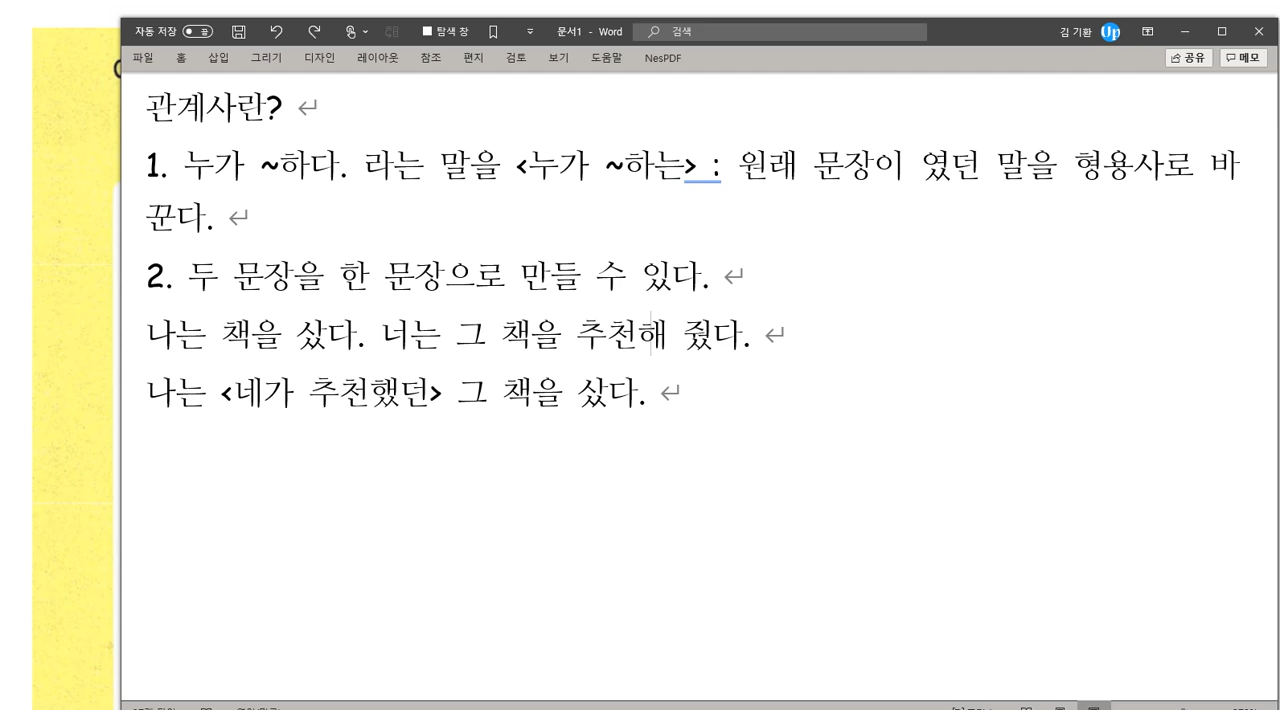 자동 저장 끔 탐색 창 문서1 - Word 검색 김 기환 Up
파일 홈 삽입 그리기 디자인 레이아웃 참조 편지 검토 보기 도움말 NesPDF 공유 메모
관계사란?
1. 누가 ~하다. 라는 말을 <누가 ~하는> : 원래 문장이 였던 말을 형용사로 바
꾼다.
2. 두 문장을 한 문장으로 만들 수 있다.
나는 책을 샀다. 너는 그 책을 추천해 줬다.
나는 <네가 추천했던> 그 책을 샀다.